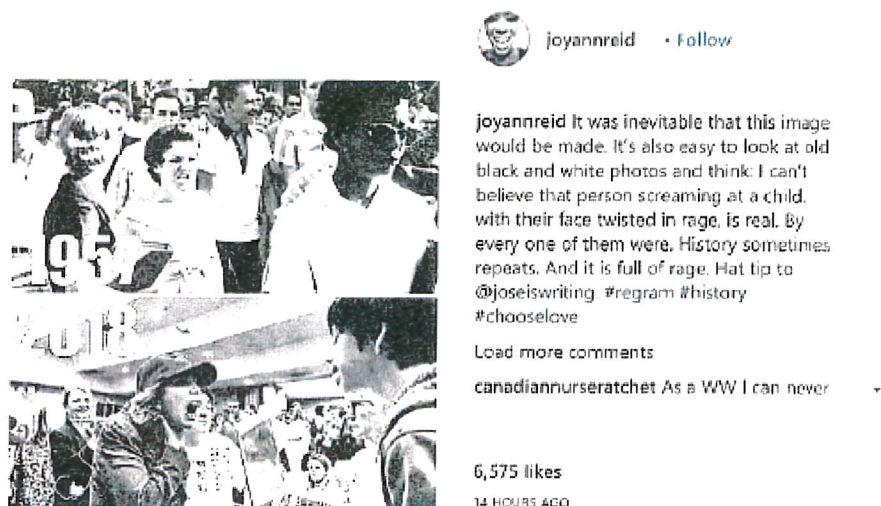 joyannreid • Follow
joyannreid It was inevitable that this image
would be made. It's also easy to look at old
black and white photos and think: I can't
believe that person screaming at a child,
with their face twisted in rage, is real. By
every one of them were. History sometimes
repeats. And it is full of rage. Hat tip to
@joseiswriting. #regram #history
#chooselove
Load more comments
canadiannurseratchet As a WW I can never
6,575 likes
14 HOURS AGO
1957
2018